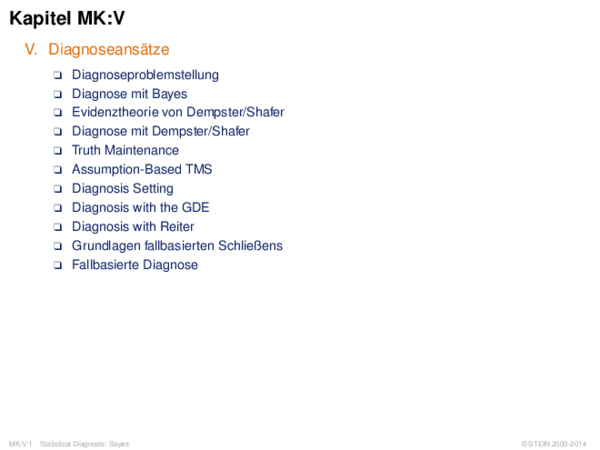 Kapitel MK:V
V. Diagnoseansätze
❑ Diagnoseproblemstellung
❑ Diagnose mit Bayes
❑ Evidenztheorie von Dempster/Shafer
❑ Diagnose mit Dempster/Shafer
❑ Truth Maintenance
❑ Assumption-Based TMS
❑ Diagnosis Setting
❑ Diagnosis with the GDE
❑ Diagnosis with Reiter
❑ Grundlagen fallbasierten Schließens
❑ Fallbasierte Diagnose
MK:V-1 Statistical Diagnosis: Bayes © STEIN 2000-2014